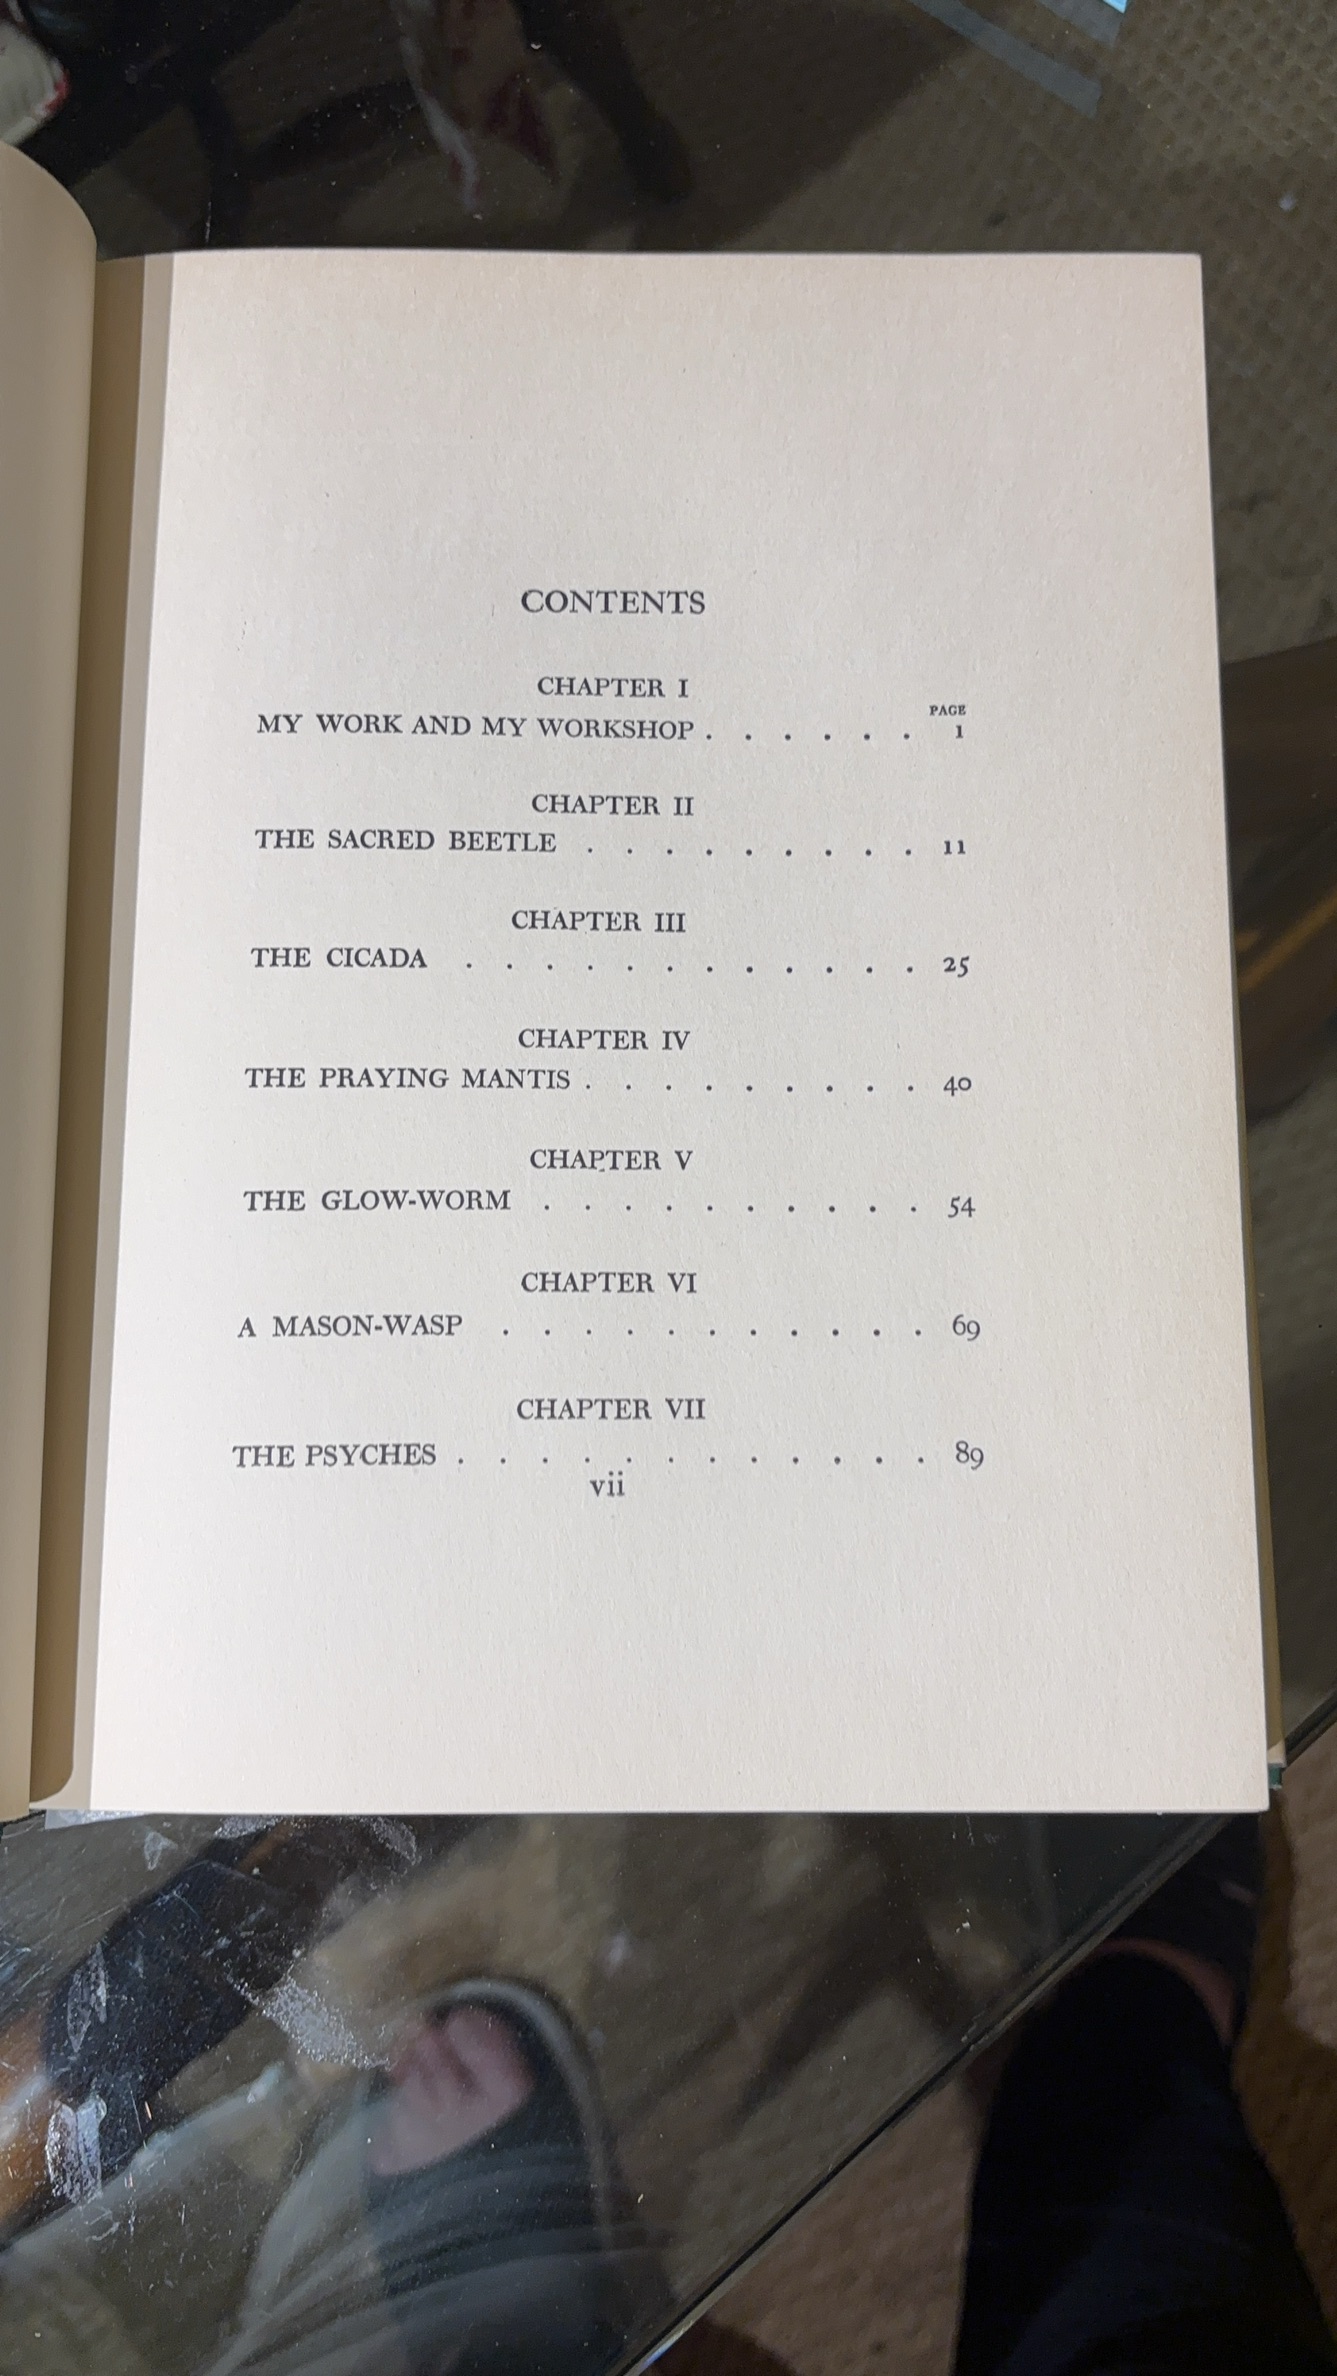 CONTENTS
CHAPTER I
PAGE
MY WORK AND MY WORKSHOP . . . . . . 1
CHAPTER II
THE SACRED BEETLE . . . . . . . . . 11
CHAPTER III
THE CICADA . . . . . . . . . . . . 25
CHAPTER IV
THE PRAYING MANTIS . . . . . . . . . 40
CHAPTER V
THE GLOW-WORM . . . . . . . . . . 54
CHAPTER VI
A MASON-WASP . . . . . . . . . . . 69
CHAPTER VII
THE PSYCHES . . . . . . . . . . . . 89
vii